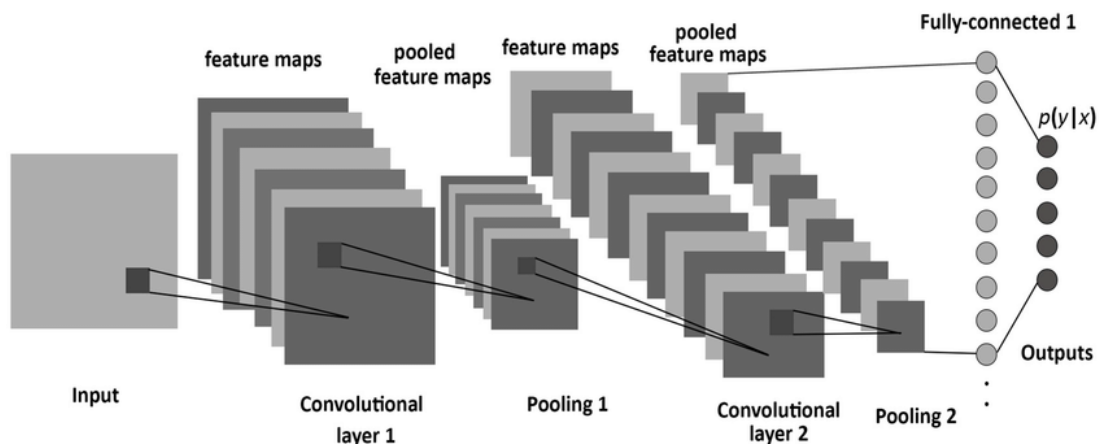 feature maps
pooled
feature maps
feature maps
pooled
feature maps
Fully-connected 1
p(y|x)
Input
Convolutional
layer 1
Pooling 1
Convolutional
layer 2
Pooling 2
Outputs